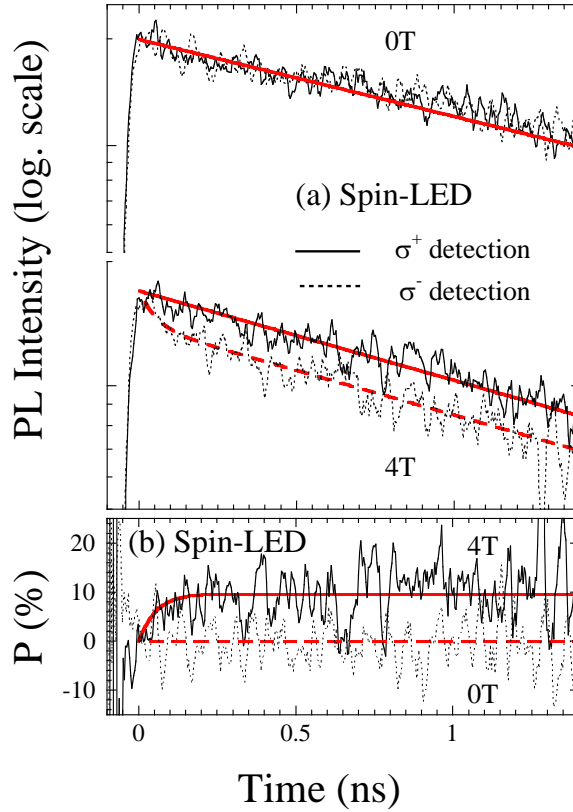 0T
(a) Spin-LED
σ+ detection
σ- detection
4T
PL Intensity (log. scale)
(b) Spin-LED
4T
20
10
0
-10
P (%)
0T
0
0.5
1
Time (ns)